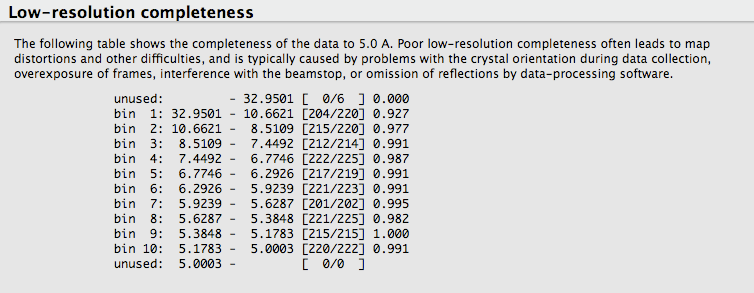 Low-resolution completeness
The following table shows the completeness of the data to 5.0 A. Poor low-resolution completeness often leads to map
distortions and other difficulties, and is typically caused by problems with the crystal orientation during data collection,
overexposure of frames, interference with the beamstop, or omission of reflections by data-processing software.
unused:         - 32.9501 [  0/6  ] 0.000
bin  1: 32.9501 - 10.6621 [204/220] 0.927
bin  2: 10.6621 -  8.5109 [215/220] 0.977
bin  3:  8.5109 -  7.4492 [212/214] 0.991
bin  4:  7.4492 -  6.7746 [222/225] 0.987
bin  5:  6.7746 -  6.2926 [217/219] 0.991
bin  6:  6.2926 -  5.9239 [221/223] 0.991
bin  7:  5.9239 -  5.6287 [201/202] 0.995
bin  8:  5.6287 -  5.3848 [221/225] 0.982
bin  9:  5.3848 -  5.1783 [215/215] 1.000
bin 10:  5.1783 -  5.0003 [220/222] 0.991
unused:  5.0003 -         [  0/0  ]